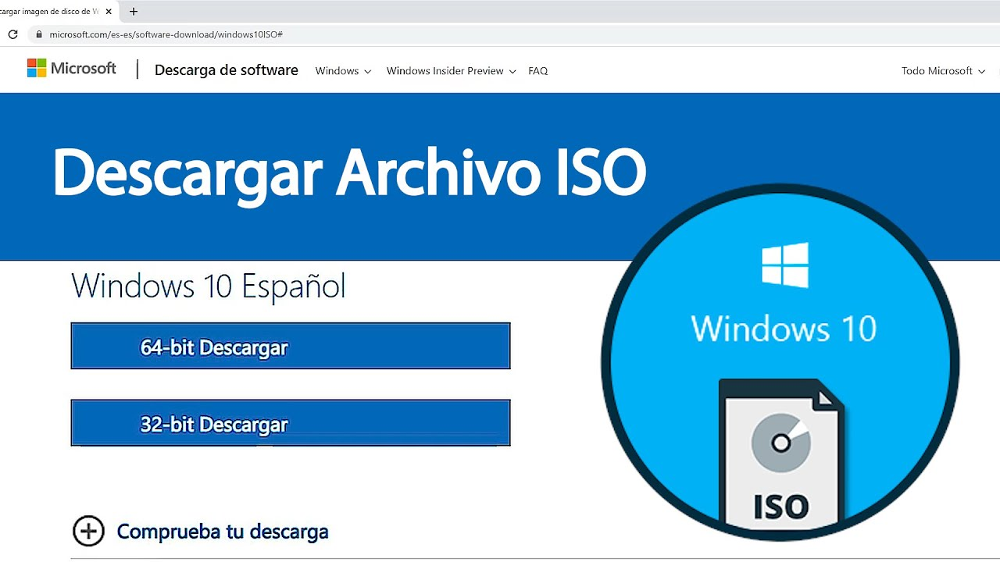 cargar imagen de disco de W
microsoft.com/es-es/software-download/windows10ISO#
Microsoft | Descarga de software Windows Windows Insider Preview FAQ Todo Microsoft
Descargar Archivo ISO
Windows 10 Español
64-bit Descargar
32-bit Descargar
Comprueba tu descarga
Windows 10
ISO